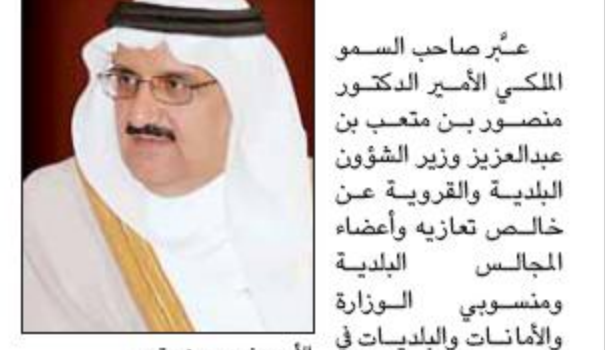 عبَّر صاحب السمو
الملكي الأمير الدكتور
منصور بن متعب بن
عبدالعزيز وزير الشؤون
البلدية والقروية عن
خالص تعازيه وأعضاء
المجالس البلدية
ومنسوبي الوزارة
والأمانات والبلديات في